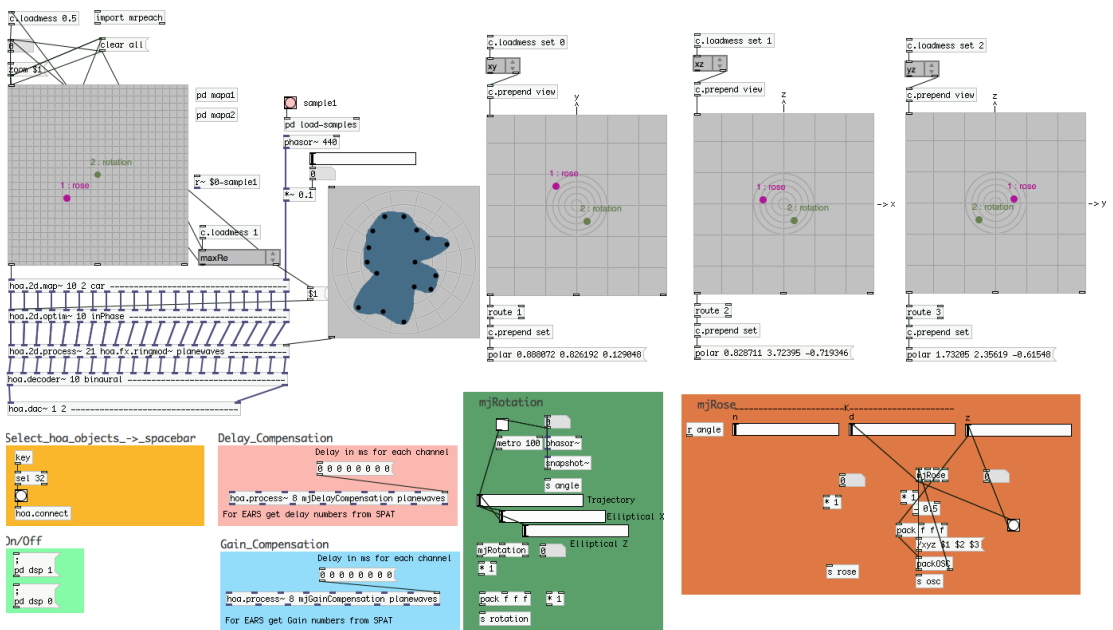 c.loadmess 0.5
import mrpeach
0
clear all
zoom $1
pd mapa1
pd mapa2
2 : rotation
1 : rose
r~ $0-sample1
c.loadmess 1
maxRe
sample1
pd load-samples
phasor~ 440
0
*~ 0.1
$1
hoa.2d.map~ 10 2 car
hoa.2d.optim~ 10 inPhase
hoa.2d.process~ 21 hoa.fx.ringmod~ planewaves
hoa.decoder~ 10 binaural
hoa.dac~ 1 2
c.loadmess set 0
xy
c.prepend view
y
1 : rose
2 : rotation
-> x
route 1
c.prepend set
polar 0.888072 0.826192 0.129048
c.loadmess set 1
xz
c.prepend view
z
1 : rose
2 : rotation
-> x
route 2
c.prepend set
polar 0.828711 3.72395 -0.719346
c.loadmess set 2
yz
c.prepend view
z
1 : rose
2 : rotation
-> y
route 3
c.prepend set
polar 1.73205 2.35619 -0.61548
Select_hoa_objects_->_spacebar
key
sel 32
hoa.connect
On/Off
;
pd dsp 1
;
pd dsp 0
Delay_Compensation
Delay in ms for each channel
0 0 0 0 0 0 0 0
hoa.process~ 8 mjDelayCompensation planewaves
For EARS get delay numbers from SPAT
Gain_Compensation
Delay in ms for each channel
0 0 0 0 0 0 0 0
hoa.process~ 8 mjGainCompensation planewaves
For EARS get Gain numbers from SPAT
mjRotation
0
metro 100
phasor~
snapshot~
s angle
Trajectory
Elliptical X
Elliptical Z
mjRotation
0
* 1
pack f f f
* 1
s rotation
mjRose
K
n
d
z
r angle
mjRose
0
0
* 1
* 1
- 0.5
pack f f f
/xyz $1 $2 $3
packOSC
s rose
s osc